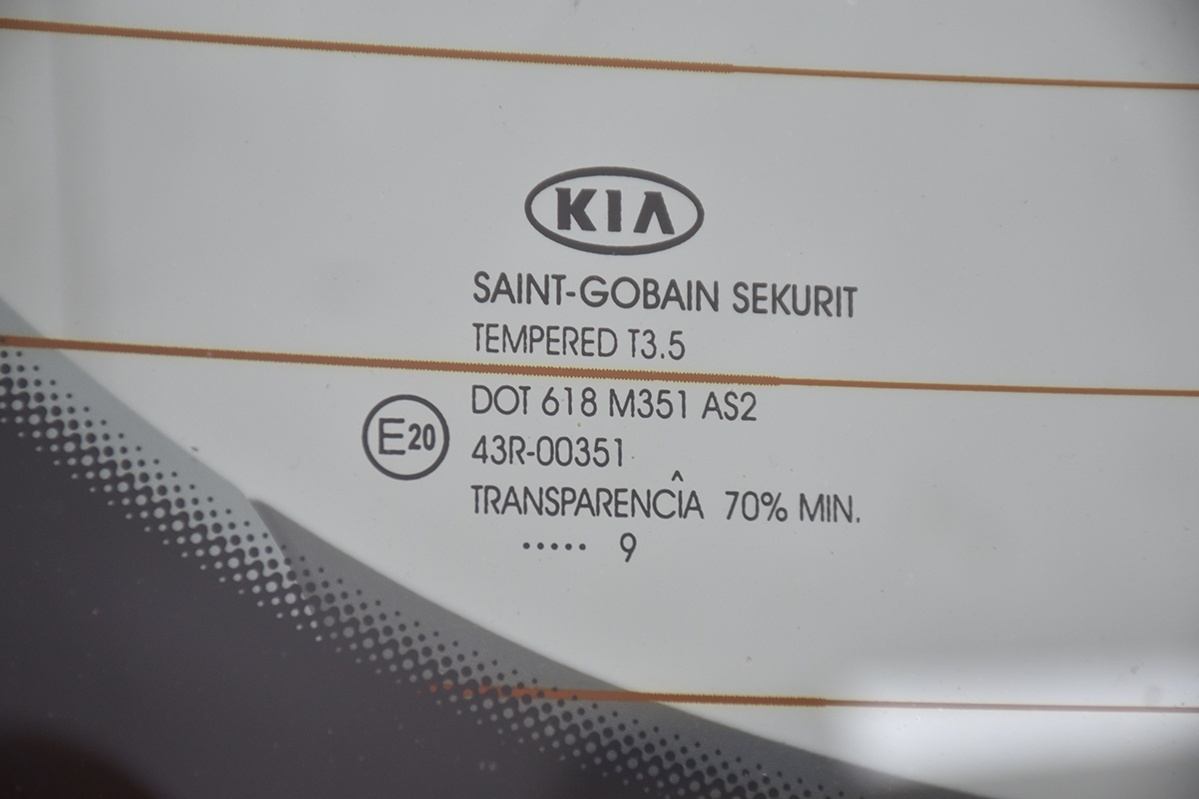 KIA
SAINT-GOBAIN SEKURIT
TEMPERED T3.5
DOT 618 M351 AS2
E20
43R-00351
TRANSPARENCÎA 70% MIN.
..... 9